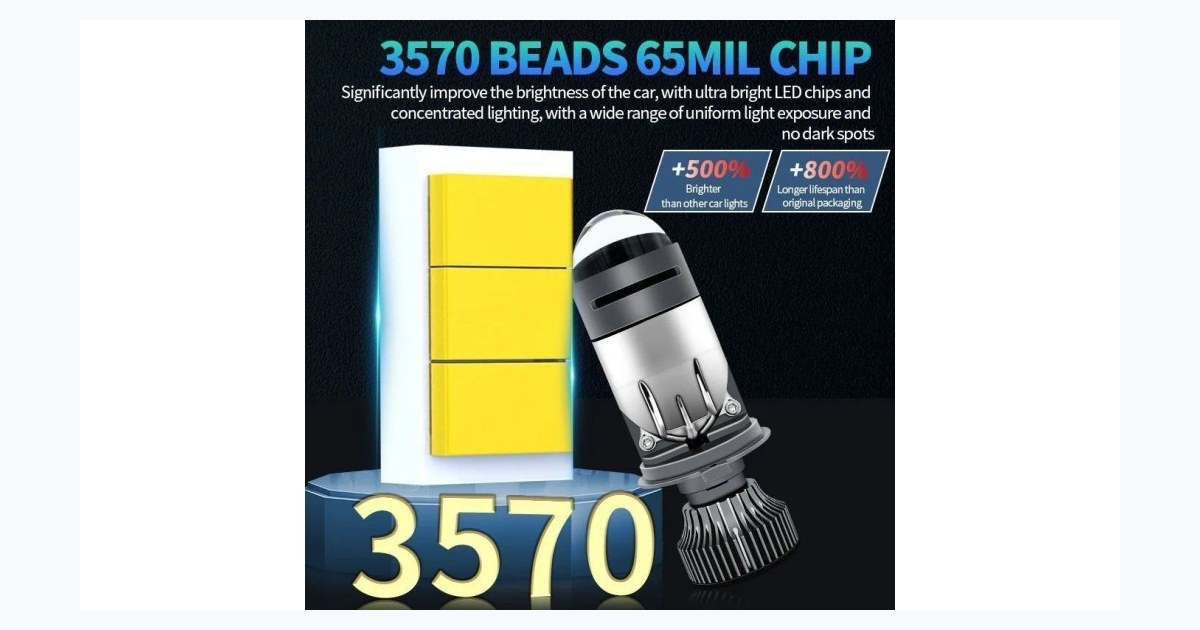 3570 BEADS 65MIL CHIP
Significantly improve the brightness of the car, with ultra bright LED chips and
concentrated lighting, with a wide range of uniform light exposure and
no dark spots
+500%
Brighter
than other car lights
+800%
Longer lifespan than
original packaging
3570